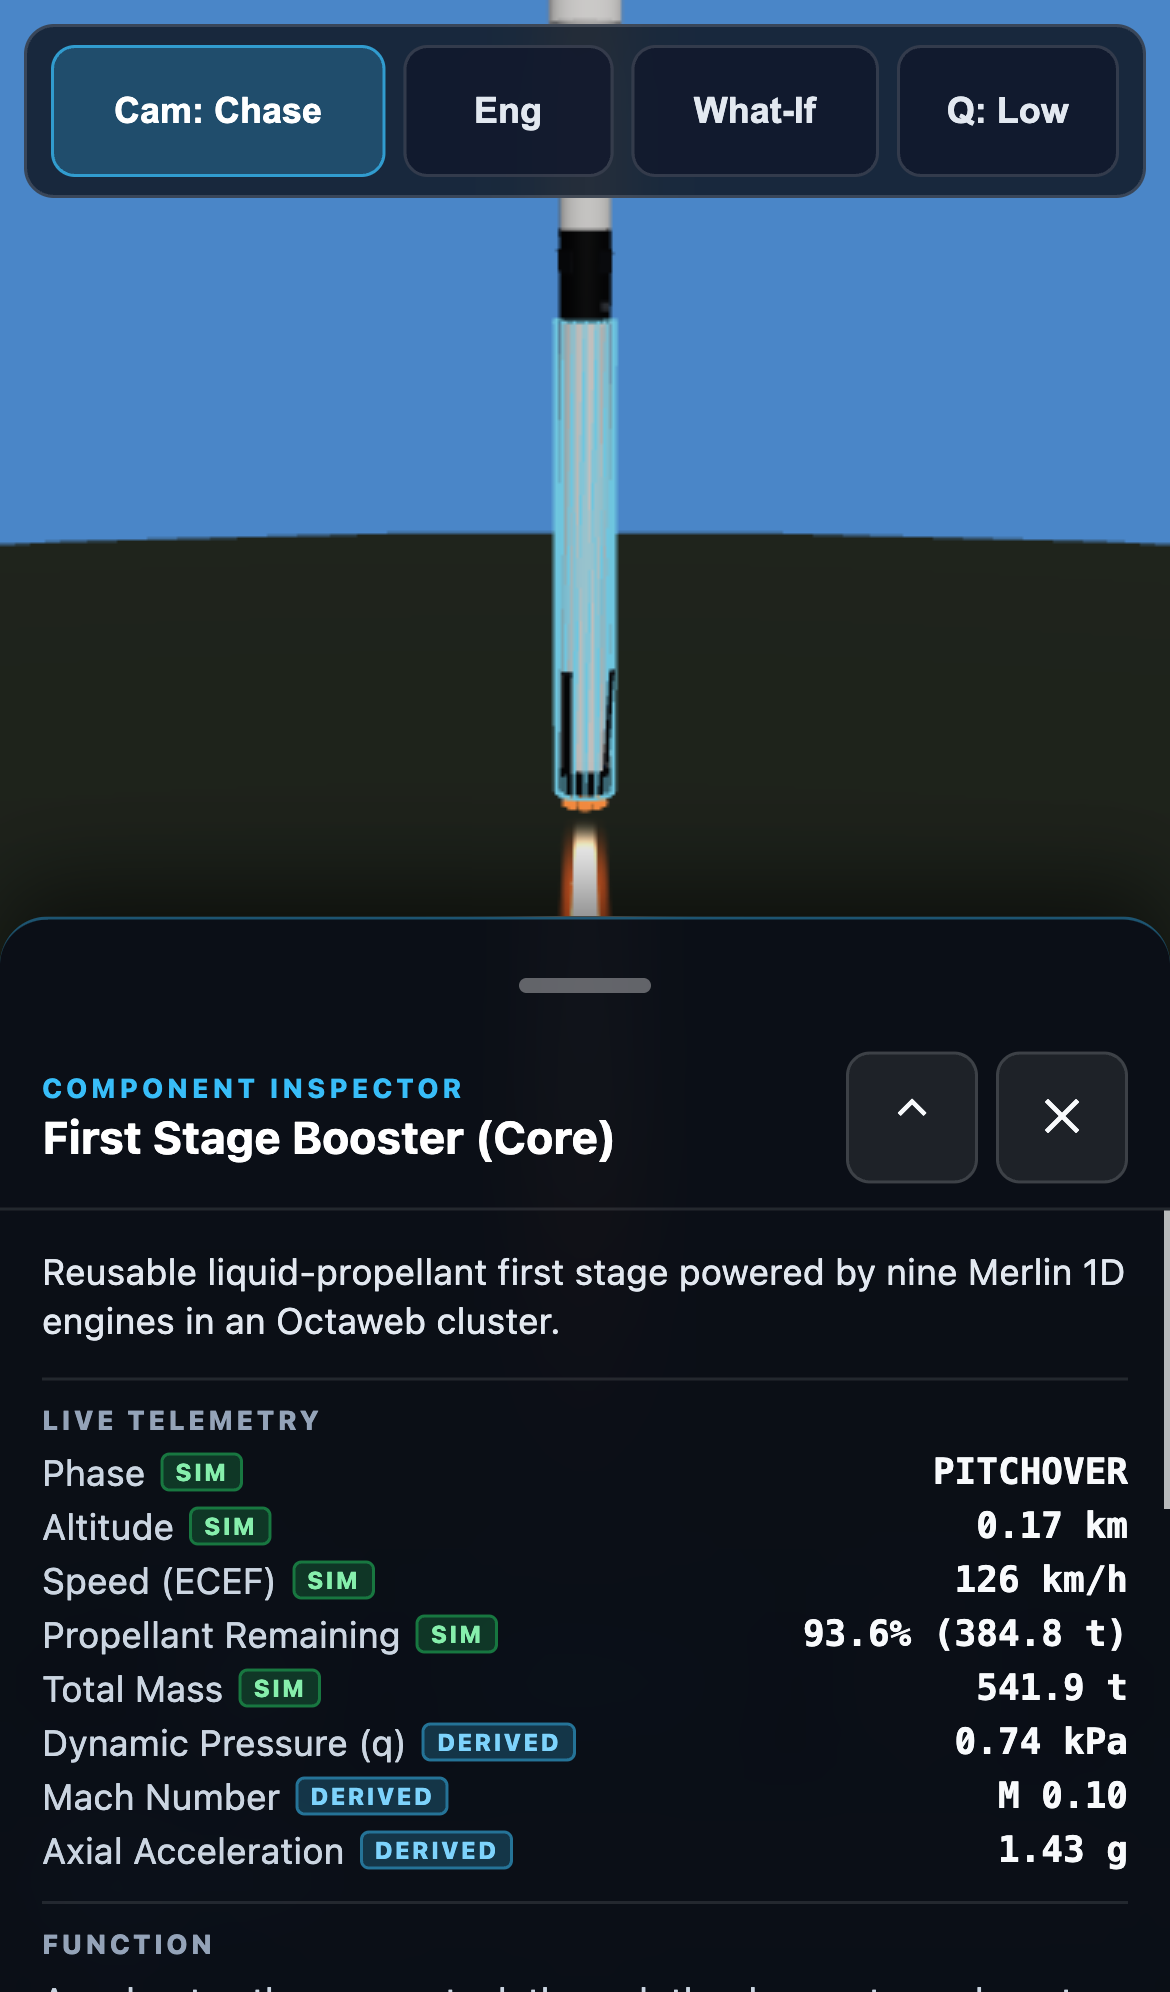 Cam: Chase
Eng
What-If
Q: Low
COMPONENT INSPECTOR
First Stage Booster (Core)
Reusable liquid-propellant first stage powered by nine Merlin 1D
engines in an Octaweb cluster.
LIVE TELEMETRY
Phase SIM PITCHOVER
Altitude SIM 0.17 km
Speed (ECEF) SIM 126 km/h
Propellant Remaining SIM 93.6% (384.8 t)
Total Mass SIM 541.9 t
Dynamic Pressure (q) DERIVED 0.74 kPa
Mach Number DERIVED M 0.10
Axial Acceleration DERIVED 1.43 g
FUNCTION